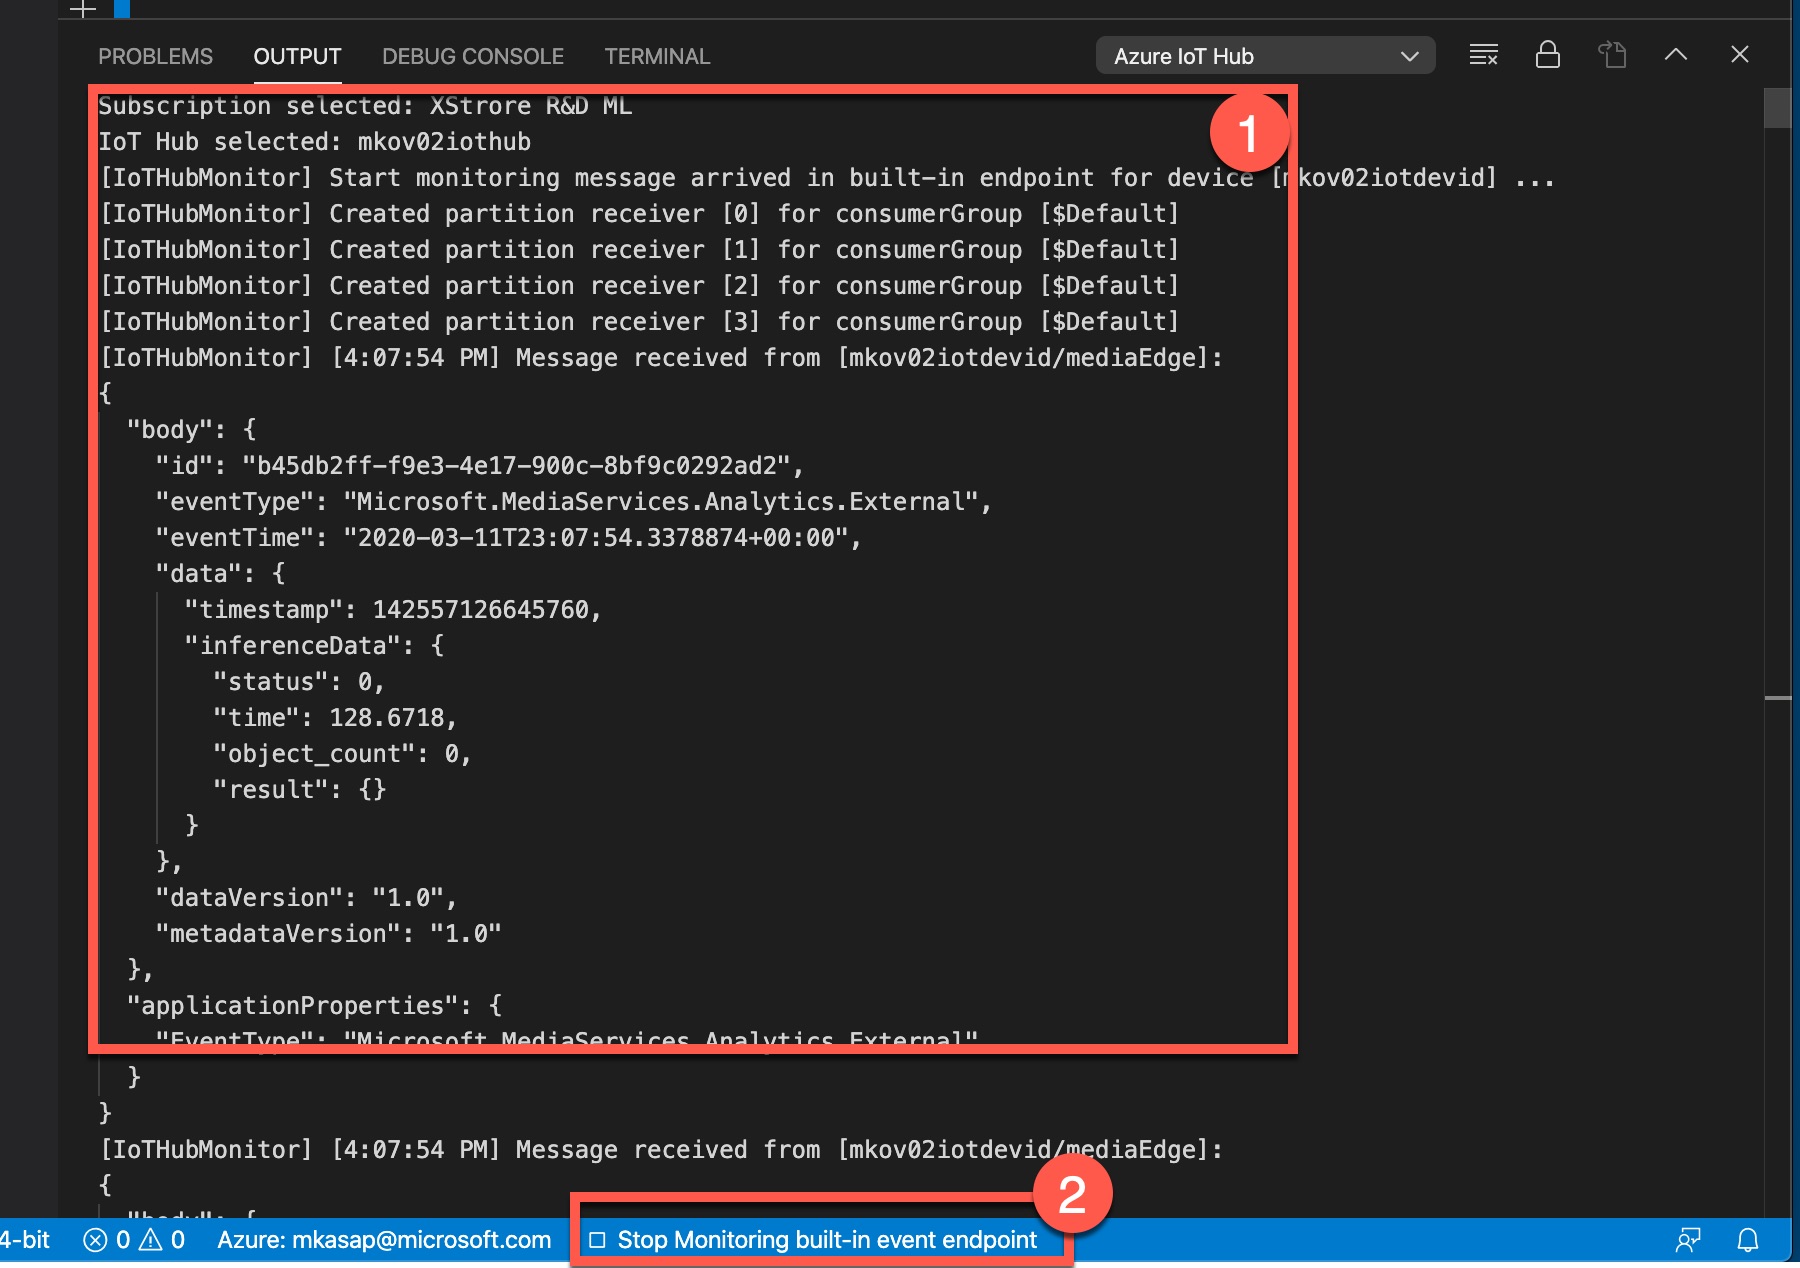 PROBLEMS OUTPUT DEBUG CONSOLE TERMINAL Azure IoT Hub
Subscription selected: XStrore R&D ML
1
IoT Hub selected: mkov02iothub
[IoTHubMonitor] Start monitoring message arrived in built-in endpoint for device [mkov02iotdevid] ...
[IoTHubMonitor] Created partition receiver [0] for consumerGroup [$Default]
[IoTHubMonitor] Created partition receiver [1] for consumerGroup [$Default]
[IoTHubMonitor] Created partition receiver [2] for consumerGroup [$Default]
[IoTHubMonitor] Created partition receiver [3] for consumerGroup [$Default]
[IoTHubMonitor] [4:07:54 PM] Message received from [mkov02iotdevid/mediaEdge]:
{
  "body": {
    "id": "b45db2ff-f9e3-4e17-900c-8bf9c0292ad2",
    "eventType": "Microsoft.MediaServices.Analytics.External",
    "eventTime": "2020-03-11T23:07:54.3378874+00:00",
    "data": {
      "timestamp": 142557126645760,
      "inferenceData": {
        "status": 0,
        "time": 128.6718,
        "object_count": 0,
        "result": {}
      }
    },
    "dataVersion": "1.0",
    "metadataVersion": "1.0"
  },
  "applicationProperties": {
    "EventType": "Microsoft.MediaServices.Analytics.External"
  }
}
[IoTHubMonitor] [4:07:54 PM] Message received from [mkov02iotdevid/mediaEdge]:
{
  "body": {
2
4-bit 0 0 Azure: mkasap@microsoft.com Stop Monitoring built-in event endpoint